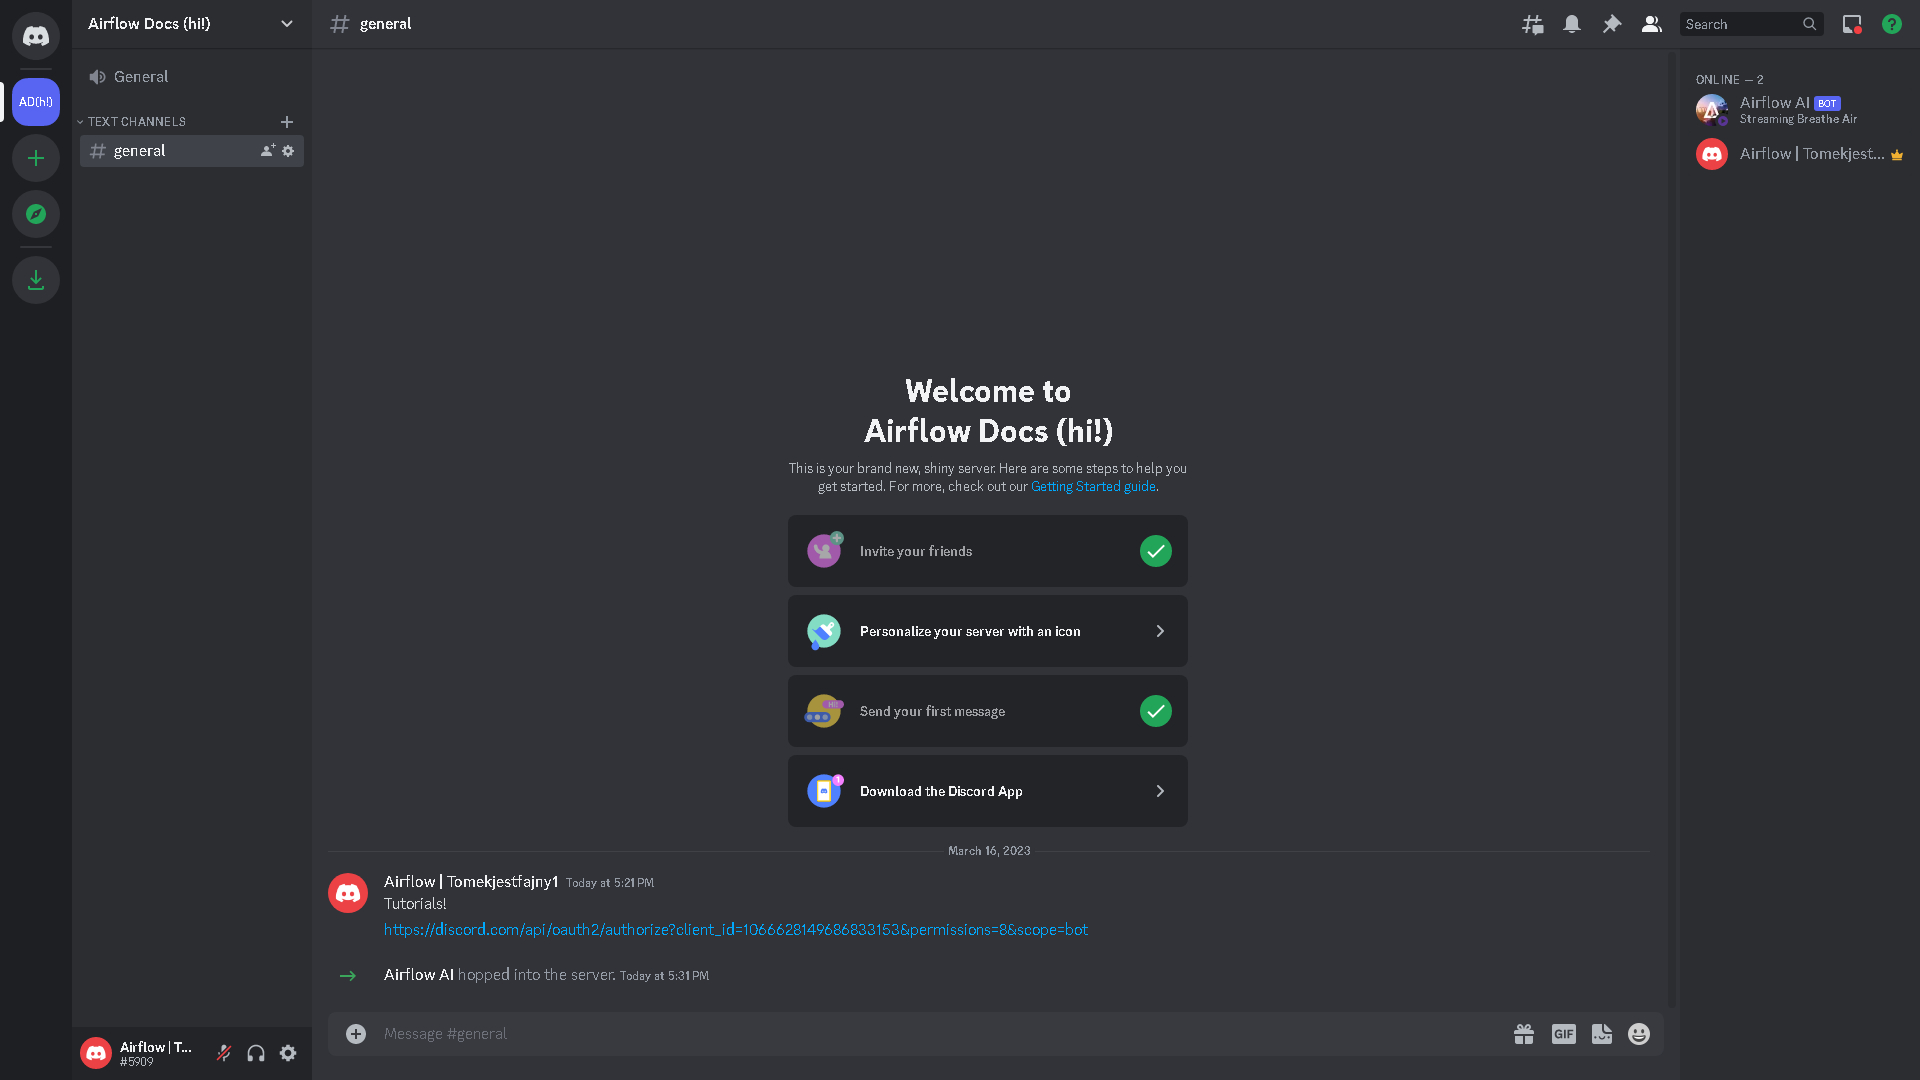 Airflow Docs (hi!)
general
Search
AD(h!)
General
TEXT CHANNELS
general
ONLINE — 2
Airflow AI BOT
Streaming Breathe Air
Airflow | Tomekjest...
Welcome to
Airflow Docs (hi!)
This is your brand new, shiny server. Here are some steps to help you
get started. For more, check out our Getting Started guide.
Invite your friends
Personalize your server with an icon
Hi!
Send your first message
1
Download the Discord App
March 16, 2023
Airflow | Tomekjestfajny1 Today at 5:21 PM
Tutorials!
https://discord.com/api/oauth2/authorize?client_id=1066628149686833153&permissions=8&scope=bot
Airflow AI hopped into the server. Today at 5:31 PM
Message #general
GIF
Airflow | T...
#5909